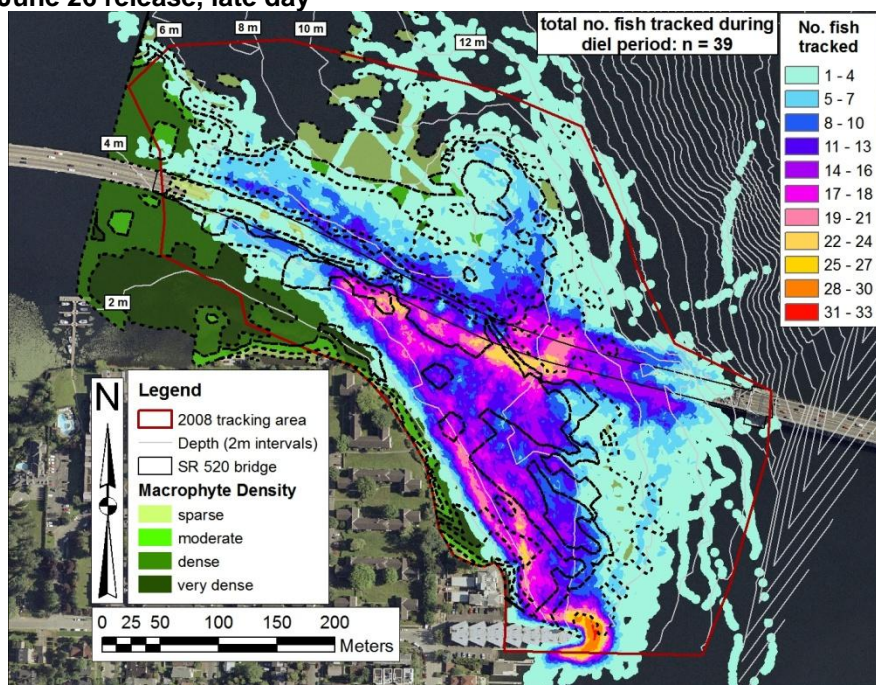 June 26 release, late day
total no. fish tracked during
diel period: n = 39
No. fish
tracked
1 - 4
5 - 7
8 - 10
11 - 13
14 - 16
17 - 18
19 - 21
22 - 24
25 - 27
28 - 30
31 - 33
6 m
8 m
10 m
12 m
4 m
2 m
N
Legend
2008 tracking area
Depth (2m intervals)
SR 520 bridge
Macrophyte Density
sparse
moderate
dense
very dense
0 25 50 100 150 200
Meters